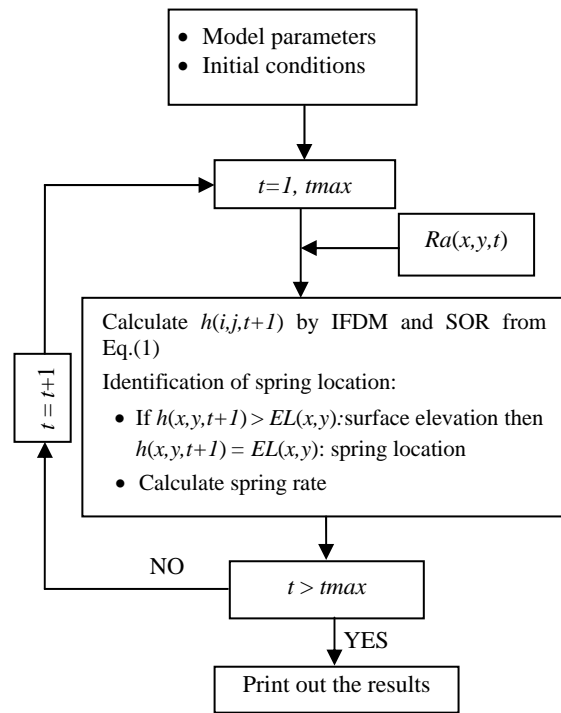 • Model parameters
• Initial conditions
t=1, tmax
Ra(x,y,t)
Calculate h(i,j,t+1) by IFDM and SOR from
Eq.(1)
Identification of spring location:
• If h(x,y,t+1) > EL(x,y):surface elevation then
h(x,y,t+1) = EL(x,y): spring location
• Calculate spring rate
t = t+1
NO
t > tmax
YES
Print out the results